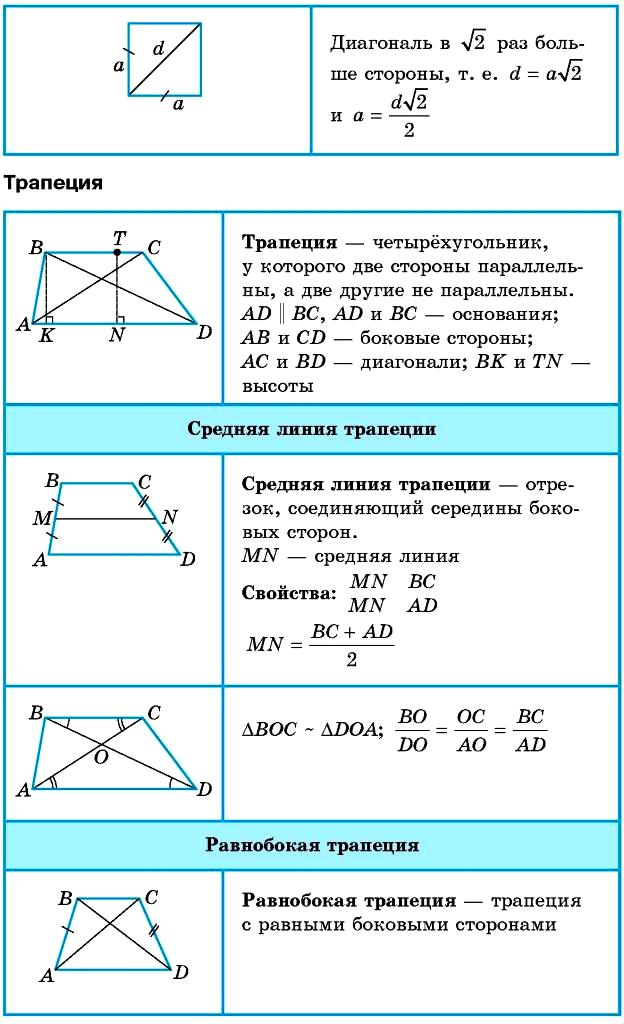 a
d
a
Диагональ в √2 раз боль-
ше стороны, т. е. d = a√2
и a = d√2/2
Трапеция
B
T
C
A
K
N
D
Трапеция — четырёхугольник,
у которого две стороны параллель-
ны, а две другие не параллельны.
AD ∥ BC, AD и BC — основания;
AB и CD — боковые стороны;
AC и BD — диагонали; BK и TN —
высоты
Средняя линия трапеции
B
C
M
N
A
D
Средняя линия трапеции — отре-
зок, соединяющий середины боко-
вых сторон.
MN — средняя линия
Свойства: MN BC
MN AD
MN = (BC + AD)/2
B
C
O
A
D
ΔBOC ~ ΔDOA; BO/DO = OC/AO = BC/AD
Равнобокая трапеция
B
C
A
D
Равнобокая трапеция — трапеция
с равными боковыми сторонами